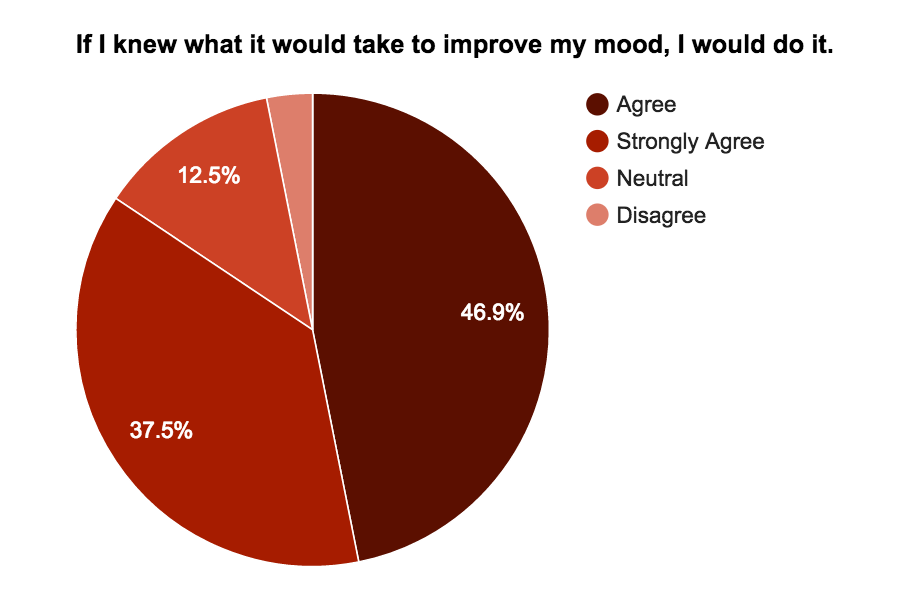 If I knew what it would take to improve my mood, I would do it.
Agree
Strongly Agree
Neutral
Disagree
12.5%
46.9%
37.5%